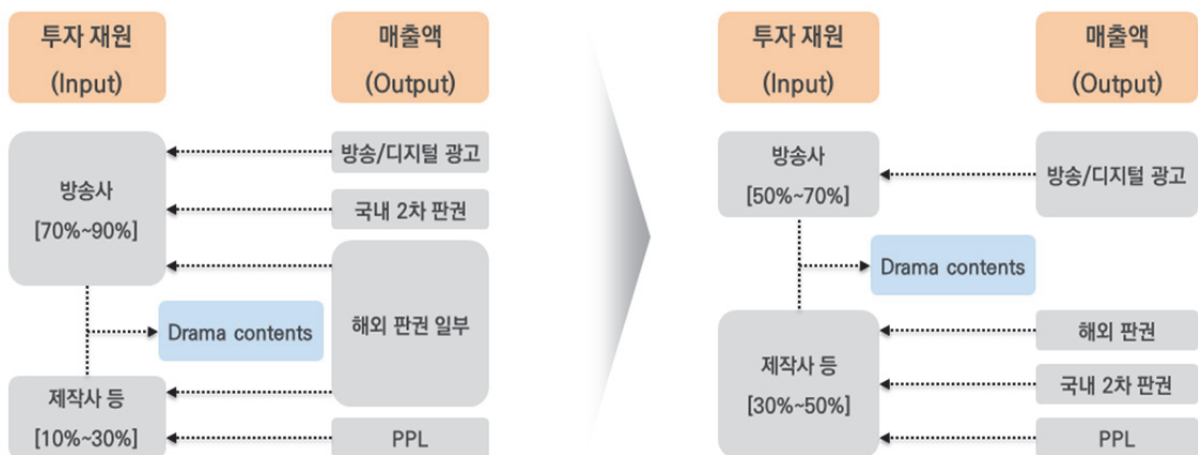 투자 재원
(Input)
매출액
(Output)
방송사
[70%~90%]
방송/디지털 광고
국내 2차 판권
해외 판권 일부
Drama contents
제작사 등
[10%~30%]
PPL
투자 재원
(Input)
매출액
(Output)
방송사
[50%~70%]
방송/디지털 광고
Drama contents
제작사 등
[30%~50%]
해외 판권
국내 2차 판권
PPL